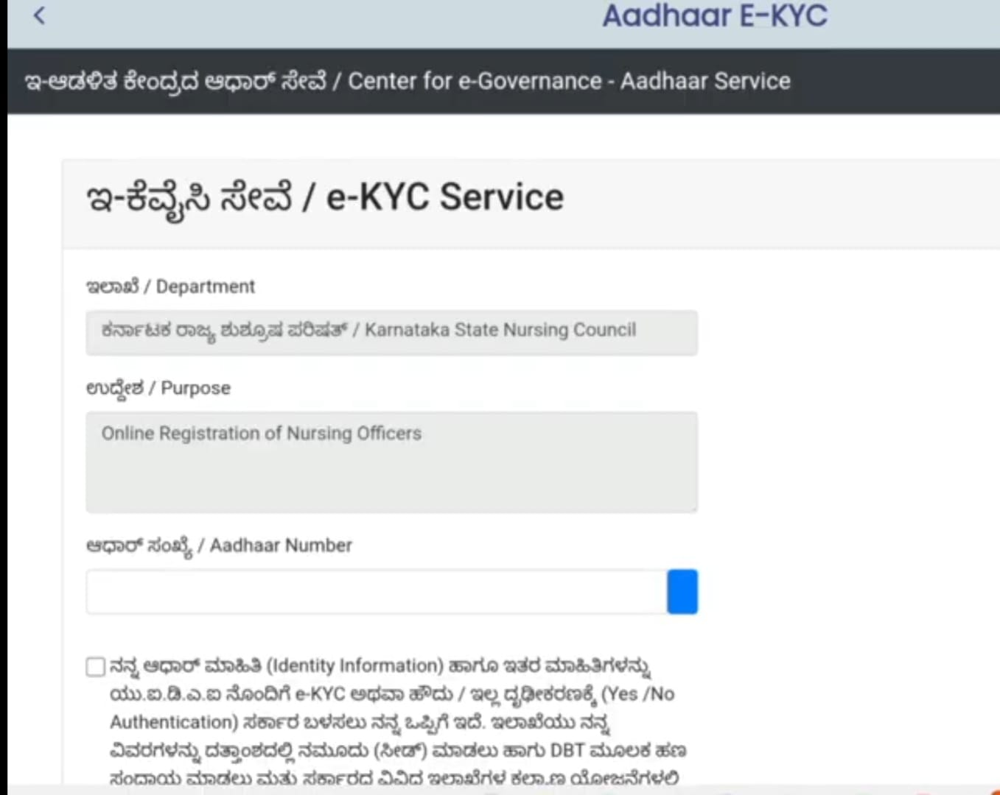 Aadhaar E-KYC
ಇ-ಆಡಳಿತ ಕೇಂದ್ರದ ಆಧಾರ್ ಸೇವೆ / Center for e-Governance - Aadhaar Service
ಇ-ಕೆವೈಸಿ ಸೇವೆ / e-KYC Service
ಇಲಾಖೆ / Department
ಕರ್ನಾಟಕ ರಾಜ್ಯ ಶುಶ್ರೂಷ ಪರಿಷತ್ / Karnataka State Nursing Council
ಉದ್ದೇಶ / Purpose
Online Registration of Nursing Officers
ಆಧಾರ್ ಸಂಖ್ಯೆ / Aadhaar Number
ನನ್ನ ಆಧಾರ್ ಮಾಹಿತಿ (Identity Information) ಹಾಗೂ ಇತರ ಮಾಹಿತಿಗಳನ್ನು
ಯು.ಐ.ಡಿ.ಎ.ಐ ನೊಂದಿಗೆ e-KYC ಅಥವಾ ಹೌದು / ಇಲ್ಲ ದೃಢೀಕರಣಕ್ಕೆ (Yes /No
Authentication) ಸರ್ಕಾರ ಬಳಸಲು ನನ್ನ ಒಪ್ಪಿಗೆ ಇದೆ. ಇಲಾಖೆಯು ನನ್ನ
ವಿವರಗಳನ್ನು ದತ್ತಾಂಶದಲ್ಲಿ ನಮೂದು (ಸೀಡ್) ಮಾಡಲು ಹಾಗು DBT ಮೂಲಕ ಹಣ
ಸಂದಾಯ ಮಾಡಲು ಮತ್ತು ಸರ್ಕಾರದ ವಿವಿಧ ಇಲಾಖೆಗಳ ಕಲ್ಯಾಣ ಯೋಜನೆಗಳಲ್ಲಿ